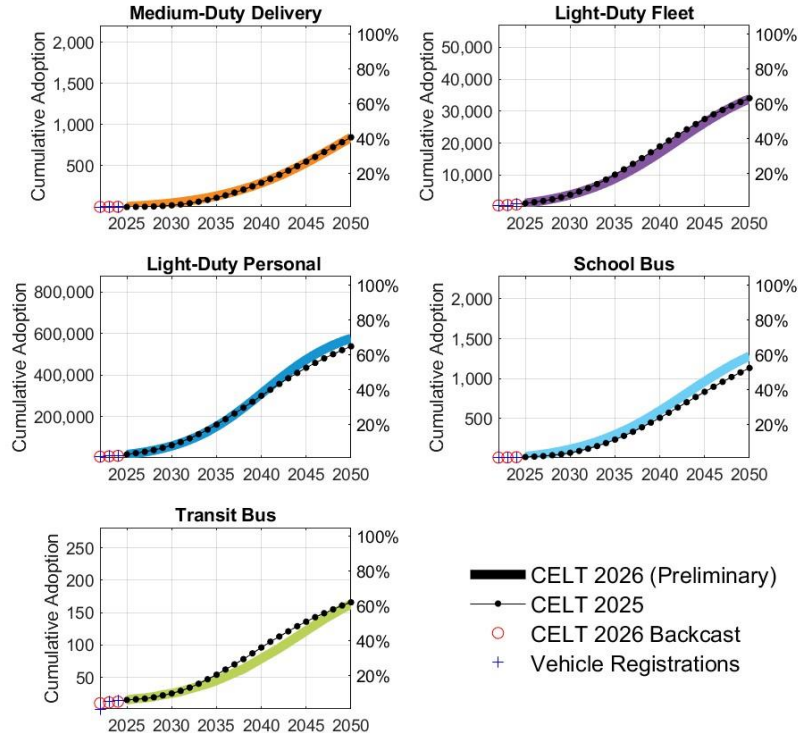 Medium-Duty Delivery
Cumulative Adoption
2,000
1,500
1,000
500
100%
80%
60%
40%
20%
2025 2030 2035 2040 2045 2050
Light-Duty Fleet
Cumulative Adoption
50,000
40,000
30,000
20,000
10,000
100%
80%
60%
40%
20%
2025 2030 2035 2040 2045 2050
Light-Duty Personal
Cumulative Adoption
800,000
600,000
400,000
200,000
100%
80%
60%
40%
20%
2025 2030 2035 2040 2045 2050
School Bus
Cumulative Adoption
2,000
1,500
1,000
500
100%
80%
60%
40%
20%
2025 2030 2035 2040 2045 2050
Transit Bus
Cumulative Adoption
250
200
150
100
50
100%
80%
60%
40%
20%
2025 2030 2035 2040 2045 2050
CELT 2026 (Preliminary)
CELT 2025
CELT 2026 Backcast
Vehicle Registrations